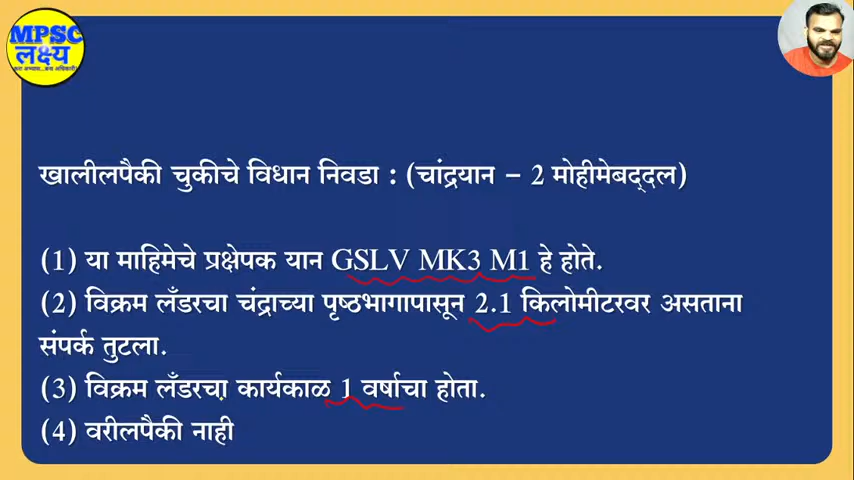 MPSC
लक्ष्य
खालीलपैकी चुकीचे विधान निवडा : (चांद्रयान – 2 मोहीमेबद्दल)
(1) या माहिमेचे प्रक्षेपक यान GSLV MK3 M1 हे होते.
(2) विक्रम लँडरचा चंद्राच्या पृष्ठभागापासून 2.1 किलोमीटरवर असताना
संपर्क तुटला.
(3) विक्रम लँडरचा कार्यकाळ 1 वर्षाचा होता.
(4) वरीलपैकी नाही